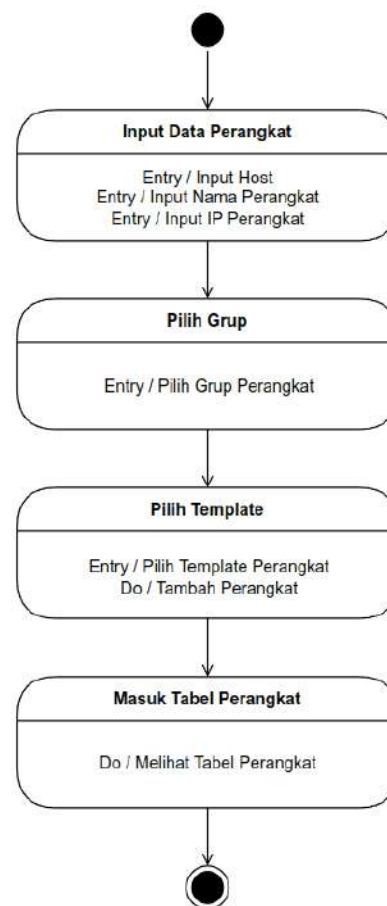 Input Data Perangkat
Entry / Input Host
Entry / Input Nama Perangkat
Entry / Input IP Perangkat
Pilih Grup
Entry / Pilih Grup Perangkat
Pilih Template
Entry / Pilih Template Perangkat
Do / Tambah Perangkat
Masuk Tabel Perangkat
Do / Melihat Tabel Perangkat